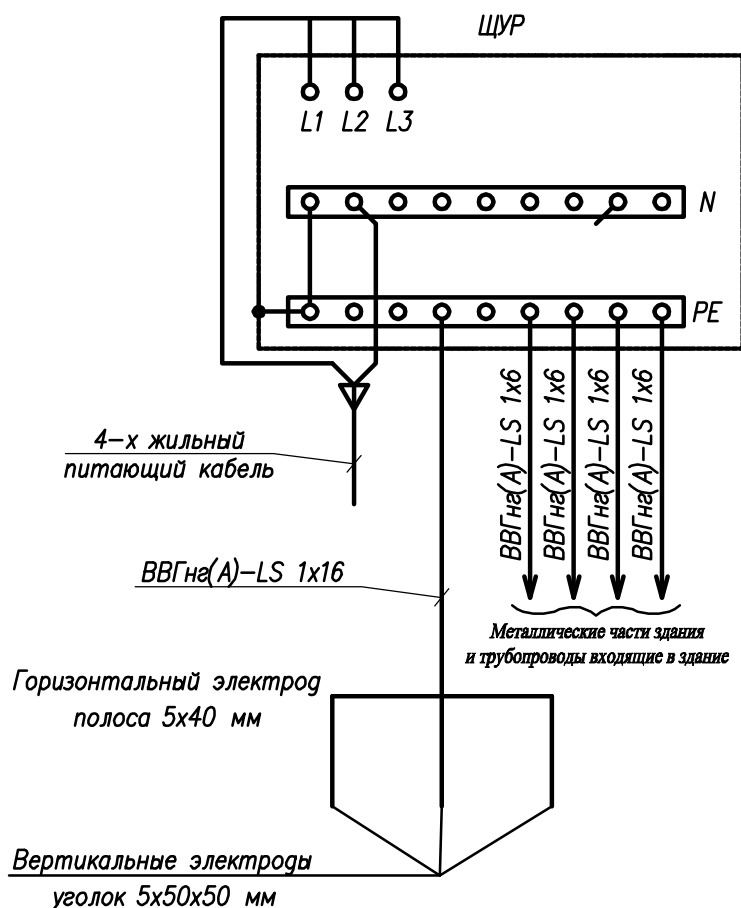 ЩУР
L1 L2 L3
N
PE
ВВГнг(А)-LS 1х6
ВВГнг(А)-LS 1х6
ВВГнг(А)-LS 1х6
ВВГнг(А)-LS 1х6
4-х жильный
питающий кабель
ВВГнг(А)-LS 1х16
Металлические части здания
и трубопроводы входящие в здание
Горизонтальный электрод
полоса 5х40 мм
Вертикальные электроды
уголок 5х50х50 мм